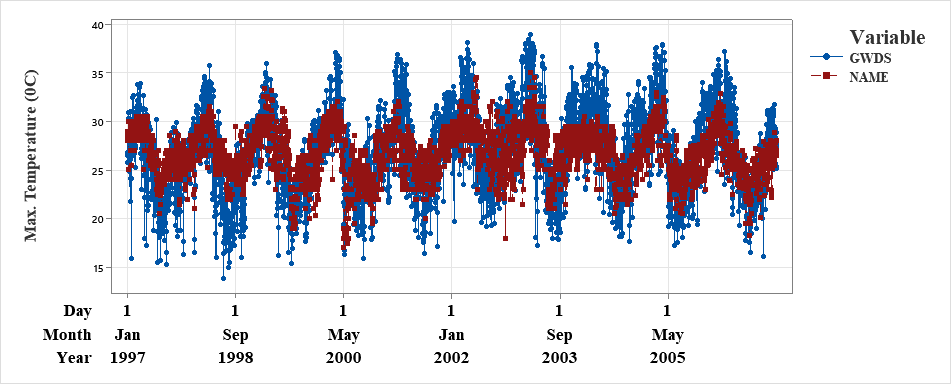 Variable
GWDS
NAME
Max. Temperature (0C)
40
35
30
25
20
15
Day 1 1 1 1 1 1
Month Jan Sep May Jan Sep May
Year 1997 1998 2000 2002 2003 2005